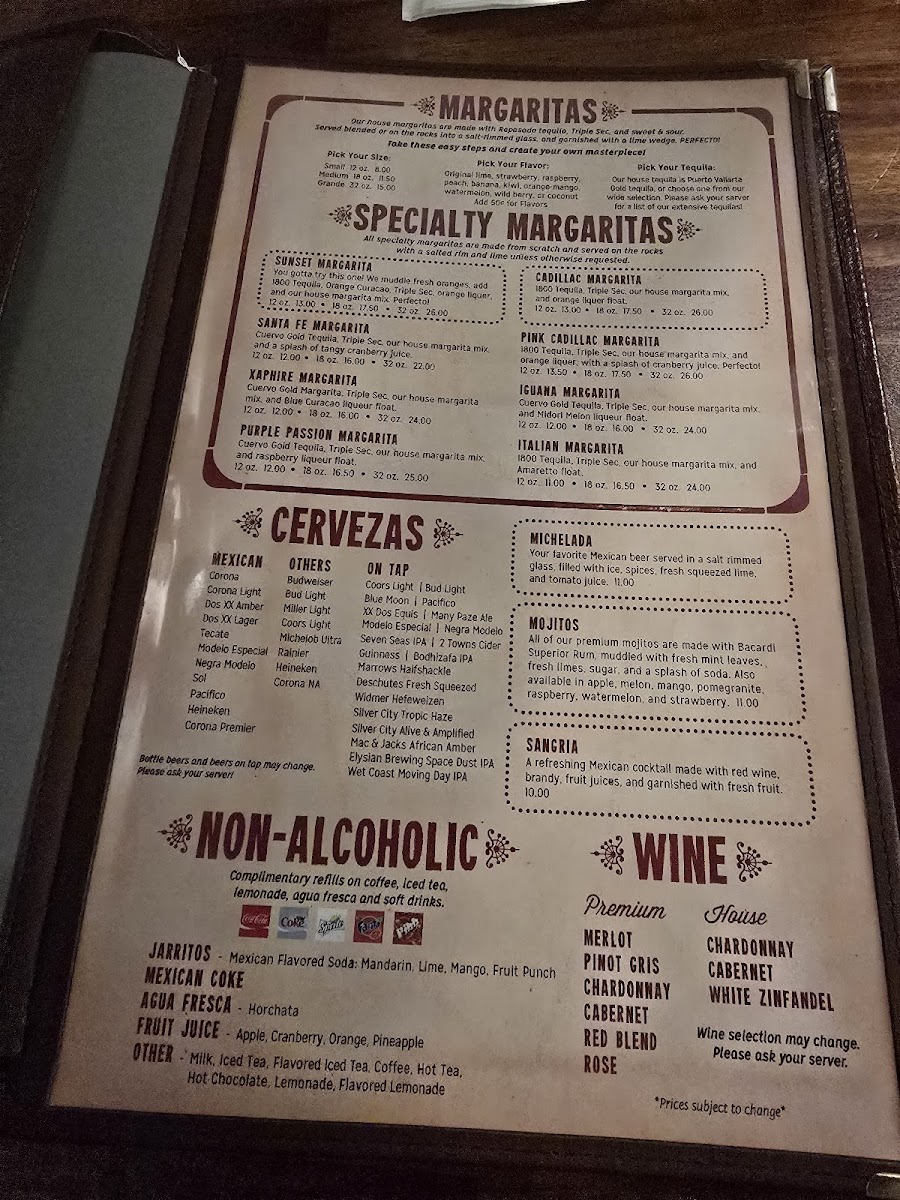 MARGARITAS
Our house margaritas are made with Reposado tequila, Triple Sec, and sweet & sour.
Served blended or on the rocks into a salt-rimmed glass, and garnished with a lime wedge. PERFECTO!
Take these easy steps and create your own masterpiece!
Pick Your Size:
Small 12 oz. 8.00
Medium 18 oz. 11.50
Grande 32 oz. 15.00
Pick Your Flavor:
Original lime, strawberry, raspberry,
peach, banana, kiwi, orange-mango,
watermelon, wild berry, or coconut
Add 50¢ for Flavors
Pick Your Tequila:
Our house tequila is Puerto Vallarta
Gold tequila, or choose one from our
wide selection. Please ask your server
for a list of our extensive tequilas!
SPECIALTY MARGARITAS
All specialty margaritas are made from scratch and served on the rocks
with a salted rim and lime unless otherwise requested.
SUNSET MARGARITA
You gotta try this one! We muddle fresh oranges, add
1800 Tequila, Orange Curacao, Triple Sec, orange liquer,
and our house margarita mix. Perfecto!
12 oz. 13.00 • 18 oz. 17.50 • 32 oz. 26.00
SANTA FE MARGARITA
Cuervo Gold Tequila, Triple Sec, our house margarita mix,
and a splash of tangy cranberry juice.
12 oz. 12.00 • 18 oz. 16.00 • 32 oz. 22.00
XAPHIRE MARGARITA
Cuervo Gold Margarita, Triple Sec, our house margarita
mix, and Blue Curacao liqueur float.
12 oz. 12.00 • 18 oz. 16.00 • 32 oz. 24.00
PURPLE PASSION MARGARITA
Cuervo Gold Tequila, Triple Sec, our house margarita mix,
and raspberry liqueur float.
12 oz. 12.00 • 18 oz. 16.50 • 32 oz. 25.00
CADILLAC MARGARITA
1800 Tequila, Triple Sec, our house margarita mix,
and orange liquer float.
12 oz. 13.00 • 18 oz. 17.50 • 32 oz. 26.00
PINK CADILLAC MARGARITA
1800 Tequila, Triple Sec, our house margarita mix, and
orange liquer, with a splash of cranberry juice. Perfecto!
12 oz. 13.50 • 18 oz. 17.50 • 32 oz. 26.00
IGUANA MARGARITA
Cuervo Gold Tequila, Triple Sec, our house margarita mix,
and Midori Melon liqueur float.
12 oz. 12.00 • 18 oz. 16.00 • 32 oz. 24.00
ITALIAN MARGARITA
1800 Tequila, Triple Sec, our house margarita mix, and
Amaretto float.
12 oz. 11.00 • 18 oz. 16.50 • 32 oz. 24.00
CERVEZAS
MEXICAN
Corona
Corona Light
Dos XX Amber
Dos XX Lager
Tecate
Modelo Especial
Negra Modelo
Sol
Pacifico
Heineken
Corona Premier
OTHERS
Budweiser
Bud Light
Miller Light
Coors Light
Michelob Ultra
Rainier
Heineken
Corona NA
ON TAP
Coors Light | Bud Light
Blue Moon | Pacifico
XX Dos Equis | Many Paze Ale
Modelo Especial | Negra Modelo
Seven Seas IPA | 2 Towns Cider
Guinness | Bodhizafa IPA
Marrows Halfshackle
Deschutes Fresh Squeezed
Widmer Hefeweizen
Silver City Tropic Haze
Silver City Alive & Amplified
Mac & Jacks African Amber
Elysian Brewing Space Dust IPA
Wet Coast Moving Day IPA
Bottle beers and beers on tap may change.
Please ask your server!
MICHELADA
Your favorite Mexican beer served in a salt rimmed
glass, filled with ice, spices, fresh squeezed lime,
and tomato juice. 11.00
MOJITOS
All of our premium mojitos are made with Bacardi
Superior Rum, muddled with fresh mint leaves,
fresh limes, sugar, and a splash of soda. Also
available in apple, melon, mango, pomegranite,
raspberry, watermelon, and strawberry. 11.00
SANGRIA
A refreshing Mexican cocktail made with red wine,
brandy, fruit juices, and garnished with fresh fruit.
10.00
NON-ALCOHOLIC
Complimentary refills on coffee, iced tea,
lemonade, agua fresca and soft drinks.
Coca-Cola Coke Sprite Fanta Pibb
JARRITOS - Mexican Flavored Soda: Mandarin, Lime, Mango, Fruit Punch
MEXICAN COKE
AGUA FRESCA - Horchata
FRUIT JUICE - Apple, Cranberry, Orange, Pineapple
OTHER - Milk, Iced Tea, Flavored Iced Tea, Coffee, Hot Tea,
Hot Chocolate, Lemonade, Flavored Lemonade
WINE
Premium
MERLOT
PINOT GRIS
CHARDONNAY
CABERNET
RED BLEND
ROSE
House
CHARDONNAY
CABERNET
WHITE ZINFANDEL
Wine selection may change.
Please ask your server.
*Prices subject to change*